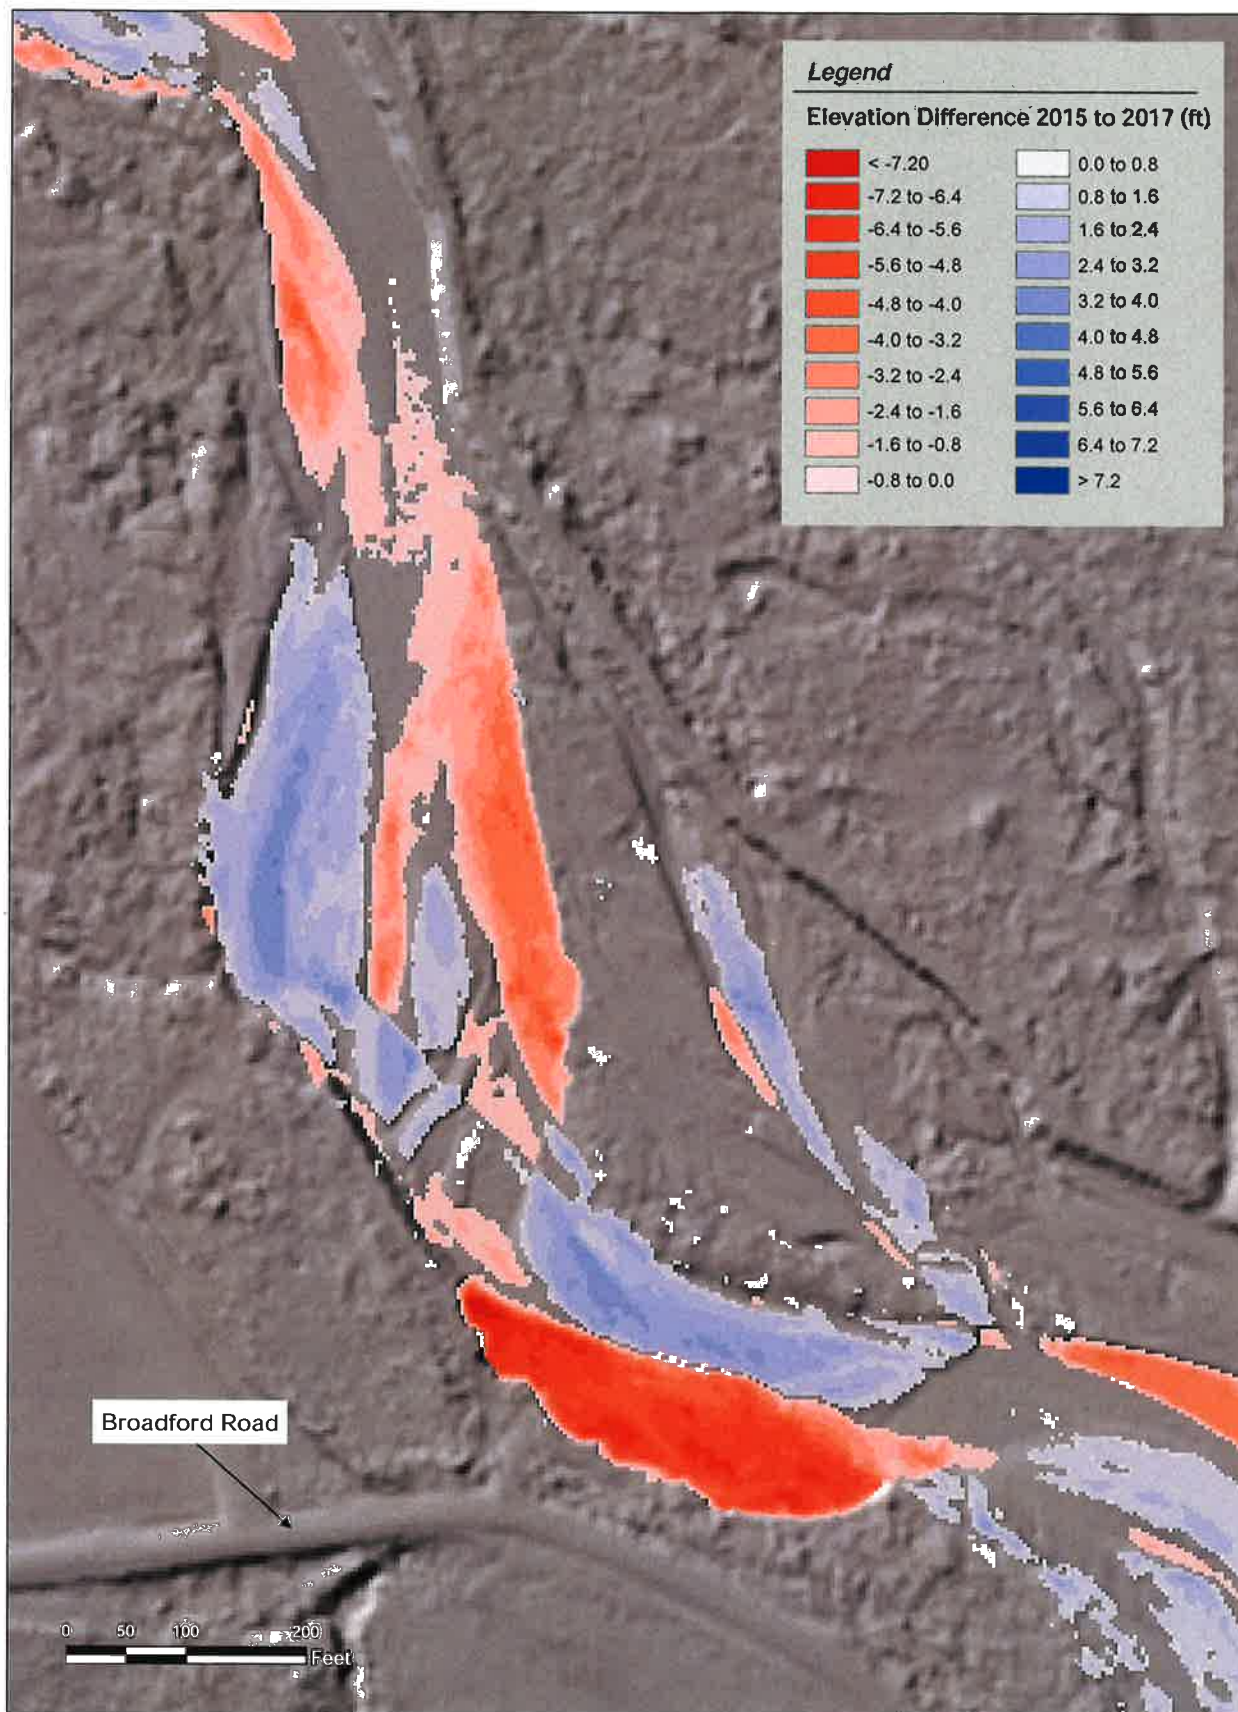 Legend
Elevation Difference 2015 to 2017 (ft)
< -7.20
-7.2 to -6.4
-6.4 to -5.6
-5.6 to -4.8
-4.8 to -4.0
-4.0 to -3.2
-3.2 to -2.4
-2.4 to -1.6
-1.6 to -0.8
-0.8 to 0.0
0.0 to 0.8
0.8 to 1.6
1.6 to 2.4
2.4 to 3.2
3.2 to 4.0
4.0 to 4.8
4.8 to 5.6
5.6 to 6.4
6.4 to 7.2
> 7.2
Broadford Road
0 50 100 200
Feet